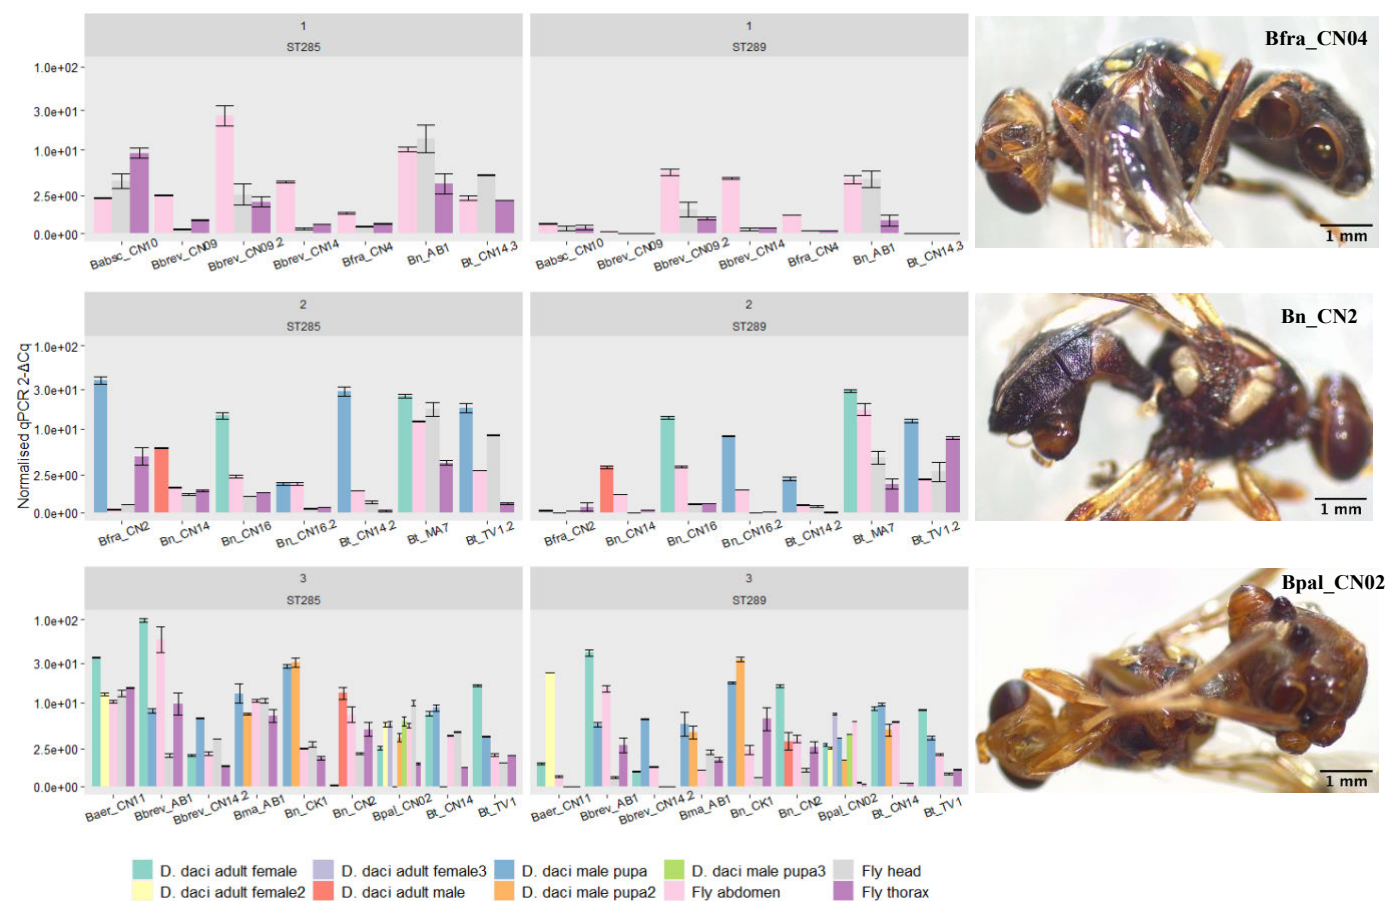 1
ST285
1
ST289
1.0e+02
3.0e+01
1.0e+01
2.5e+00
0.0e+00
Babsc_CN10
Bbrev_CN09
Bbrev_CN09.2
Bbrev_CN14
Bfra_CN4
Bn_AB1
Bt_CN14.3
Babsc_CN10
Bbrev_CN09
Bbrev_CN09.2
Bbrev_CN14
Bfra_CN4
Bn_AB1
Bt_CN14.3
Bfra_CN04
1 mm
Normalised qPCR 2-ΔCq
2
ST285
2
ST289
1.0e+02
3.0e+01
1.0e+01
2.5e+00
0.0e+00
Bfra_CN2
Bn_CN14
Bn_CN16
Bn_CN16.2
Bt_CN14.2
Bt_MA7
Bt_TV1.2
Bfra_CN2
Bn_CN14
Bn_CN16
Bn_CN16.2
Bt_CN14.2
Bt_MA7
Bt_TV1.2
Bn_CN2
1 mm
3
ST285
3
ST289
1.0e+02
3.0e+01
1.0e+01
2.5e+00
0.0e+00
Baer_CN11
Bbrev_AB1
Bbrev_CN14.2
Bma_AB1
Bn_CK1
Bn_CN2
Bpal_CN02
Bt_CN14
Bt_TV1
Baer_CN11
Bbrev_AB1
Bbrev_CN14.2
Bma_AB1
Bn_CK1
Bn_CN2
Bpal_CN02
Bt_CN14
Bt_TV1
Bpal_CN02
1 mm
D. daci adult female
D. daci adult female3
D. daci male pupa
D. daci male pupa3
Fly head
D. daci adult female2
D. daci adult male
D. daci male pupa2
Fly abdomen
Fly thorax